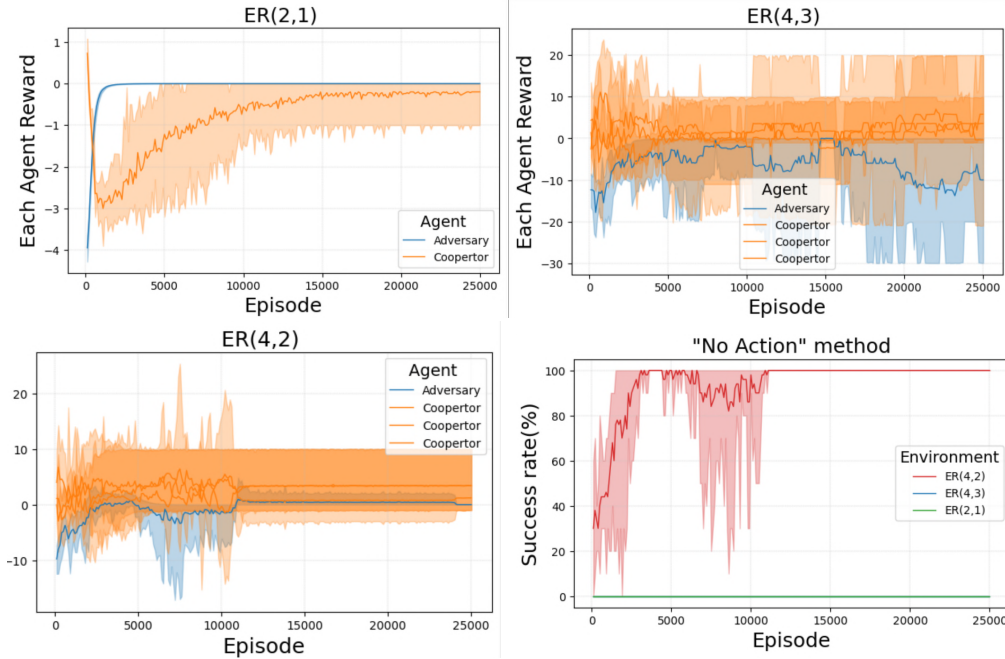 ER(2,1)
Each Agent Reward
1
0
−1
−2
−3
−4
Agent
Adversary
Coopertor
0
5000
10000
15000
20000
25000
Episode
ER(4,3)
Each Agent Reward
20
10
0
−10
−20
−30
Agent
Adversary
Coopertor
Coopertor
Coopertor
0
5000
10000
15000
20000
25000
Episode
ER(4,2)
Each Agent Reward
20
10
0
−10
Agent
Adversary
Coopertor
Coopertor
Coopertor
0
5000
10000
15000
20000
25000
Episode
"No Action" method
Success rate(%)
100
80
60
40
20
0
Environment
ER(4,2)
ER(4,3)
ER(2,1)
0
5000
10000
15000
20000
25000
Episode